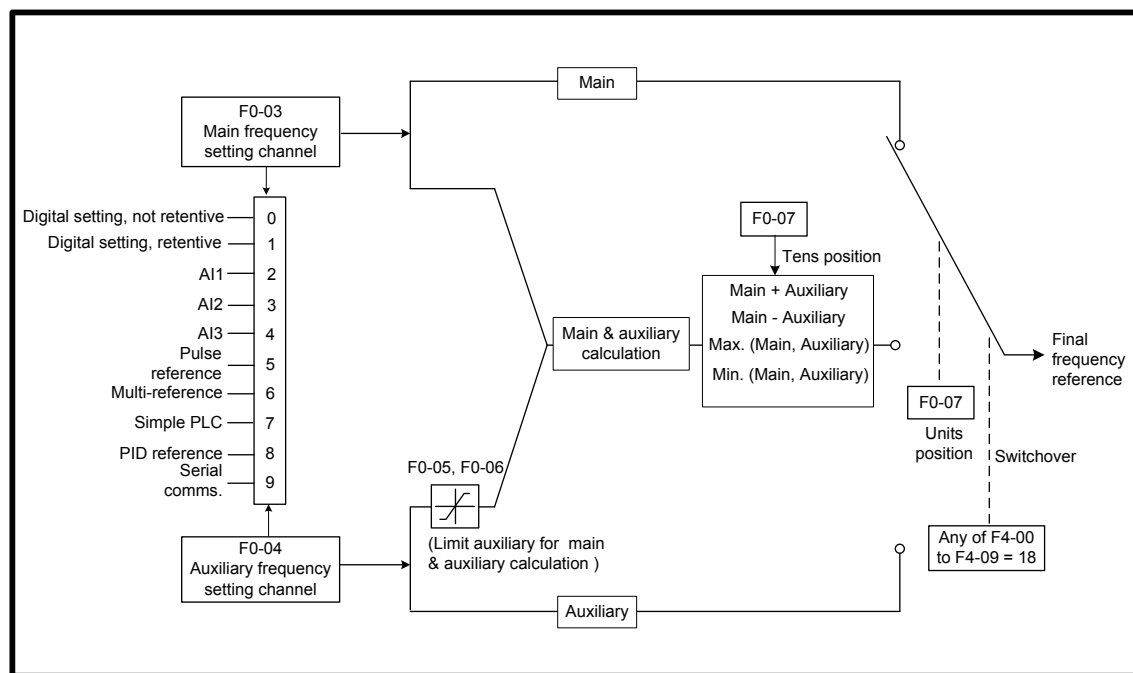 F0-03
Main frequency
setting channel
Main
Digital setting, not retentive
0
Digital setting, retentive
1
AI1
2
AI2
3
AI3
4
Pulse
reference
5
Multi-reference
6
Simple PLC
7
PID reference
8
Serial
comms.
9
F0-04
Auxiliary frequency
setting channel
F0-05, F0-06
(Limit auxiliary for main
& auxiliary calculation )
Auxiliary
Main & auxiliary
calculation
F0-07
Tens position
Main + Auxiliary
Main - Auxiliary
Max. (Main, Auxiliary)
Min. (Main, Auxiliary)
F0-07
Units
position
Switchover
Any of F4-00
to F4-09 = 18
Final
frequency
reference